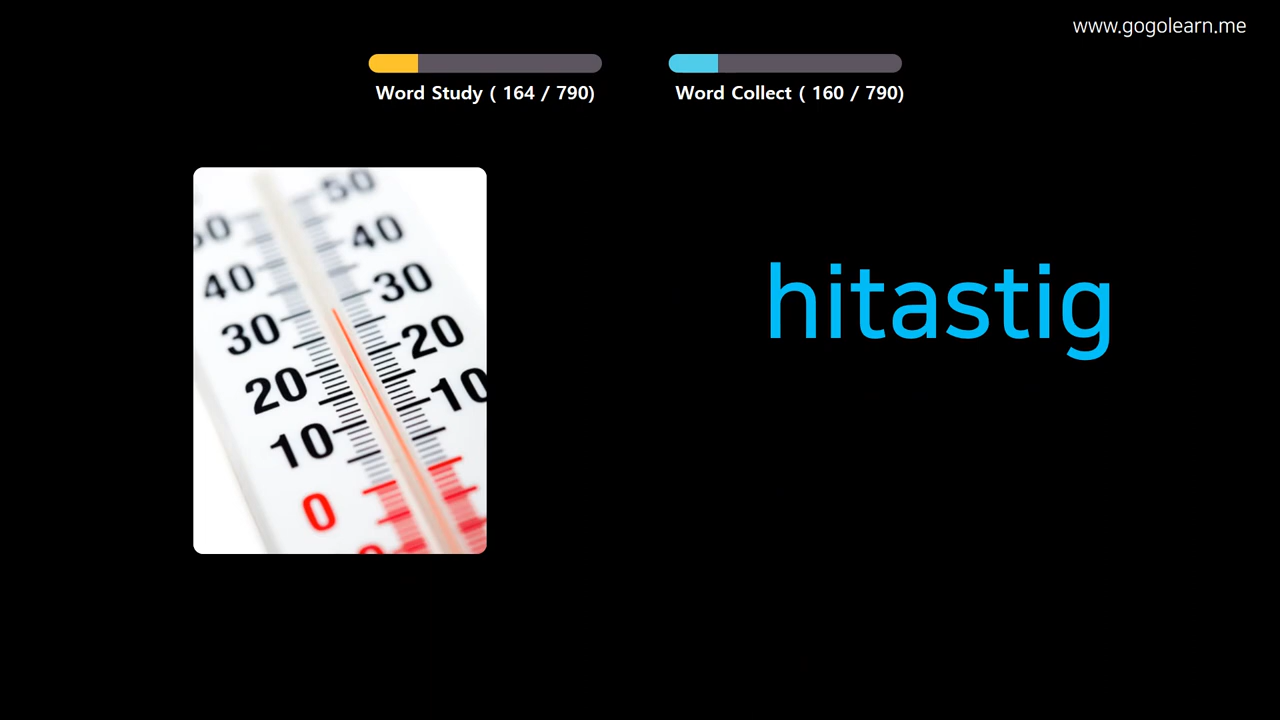 www.gogolearn.me
Word Study ( 164 / 790)
Word Collect ( 160 / 790)
50
50
40
40
30
30
20
20
10
10
0
hitastig